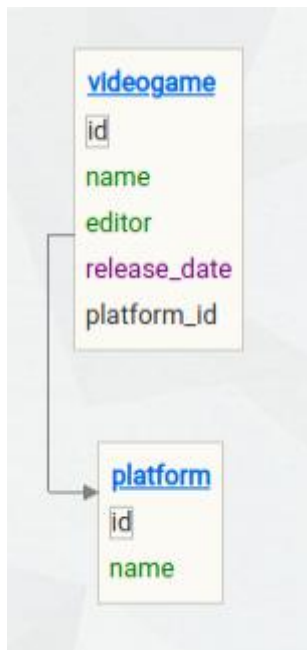 videogame
id
name
editor
release_date
platform_id
platform
id
name